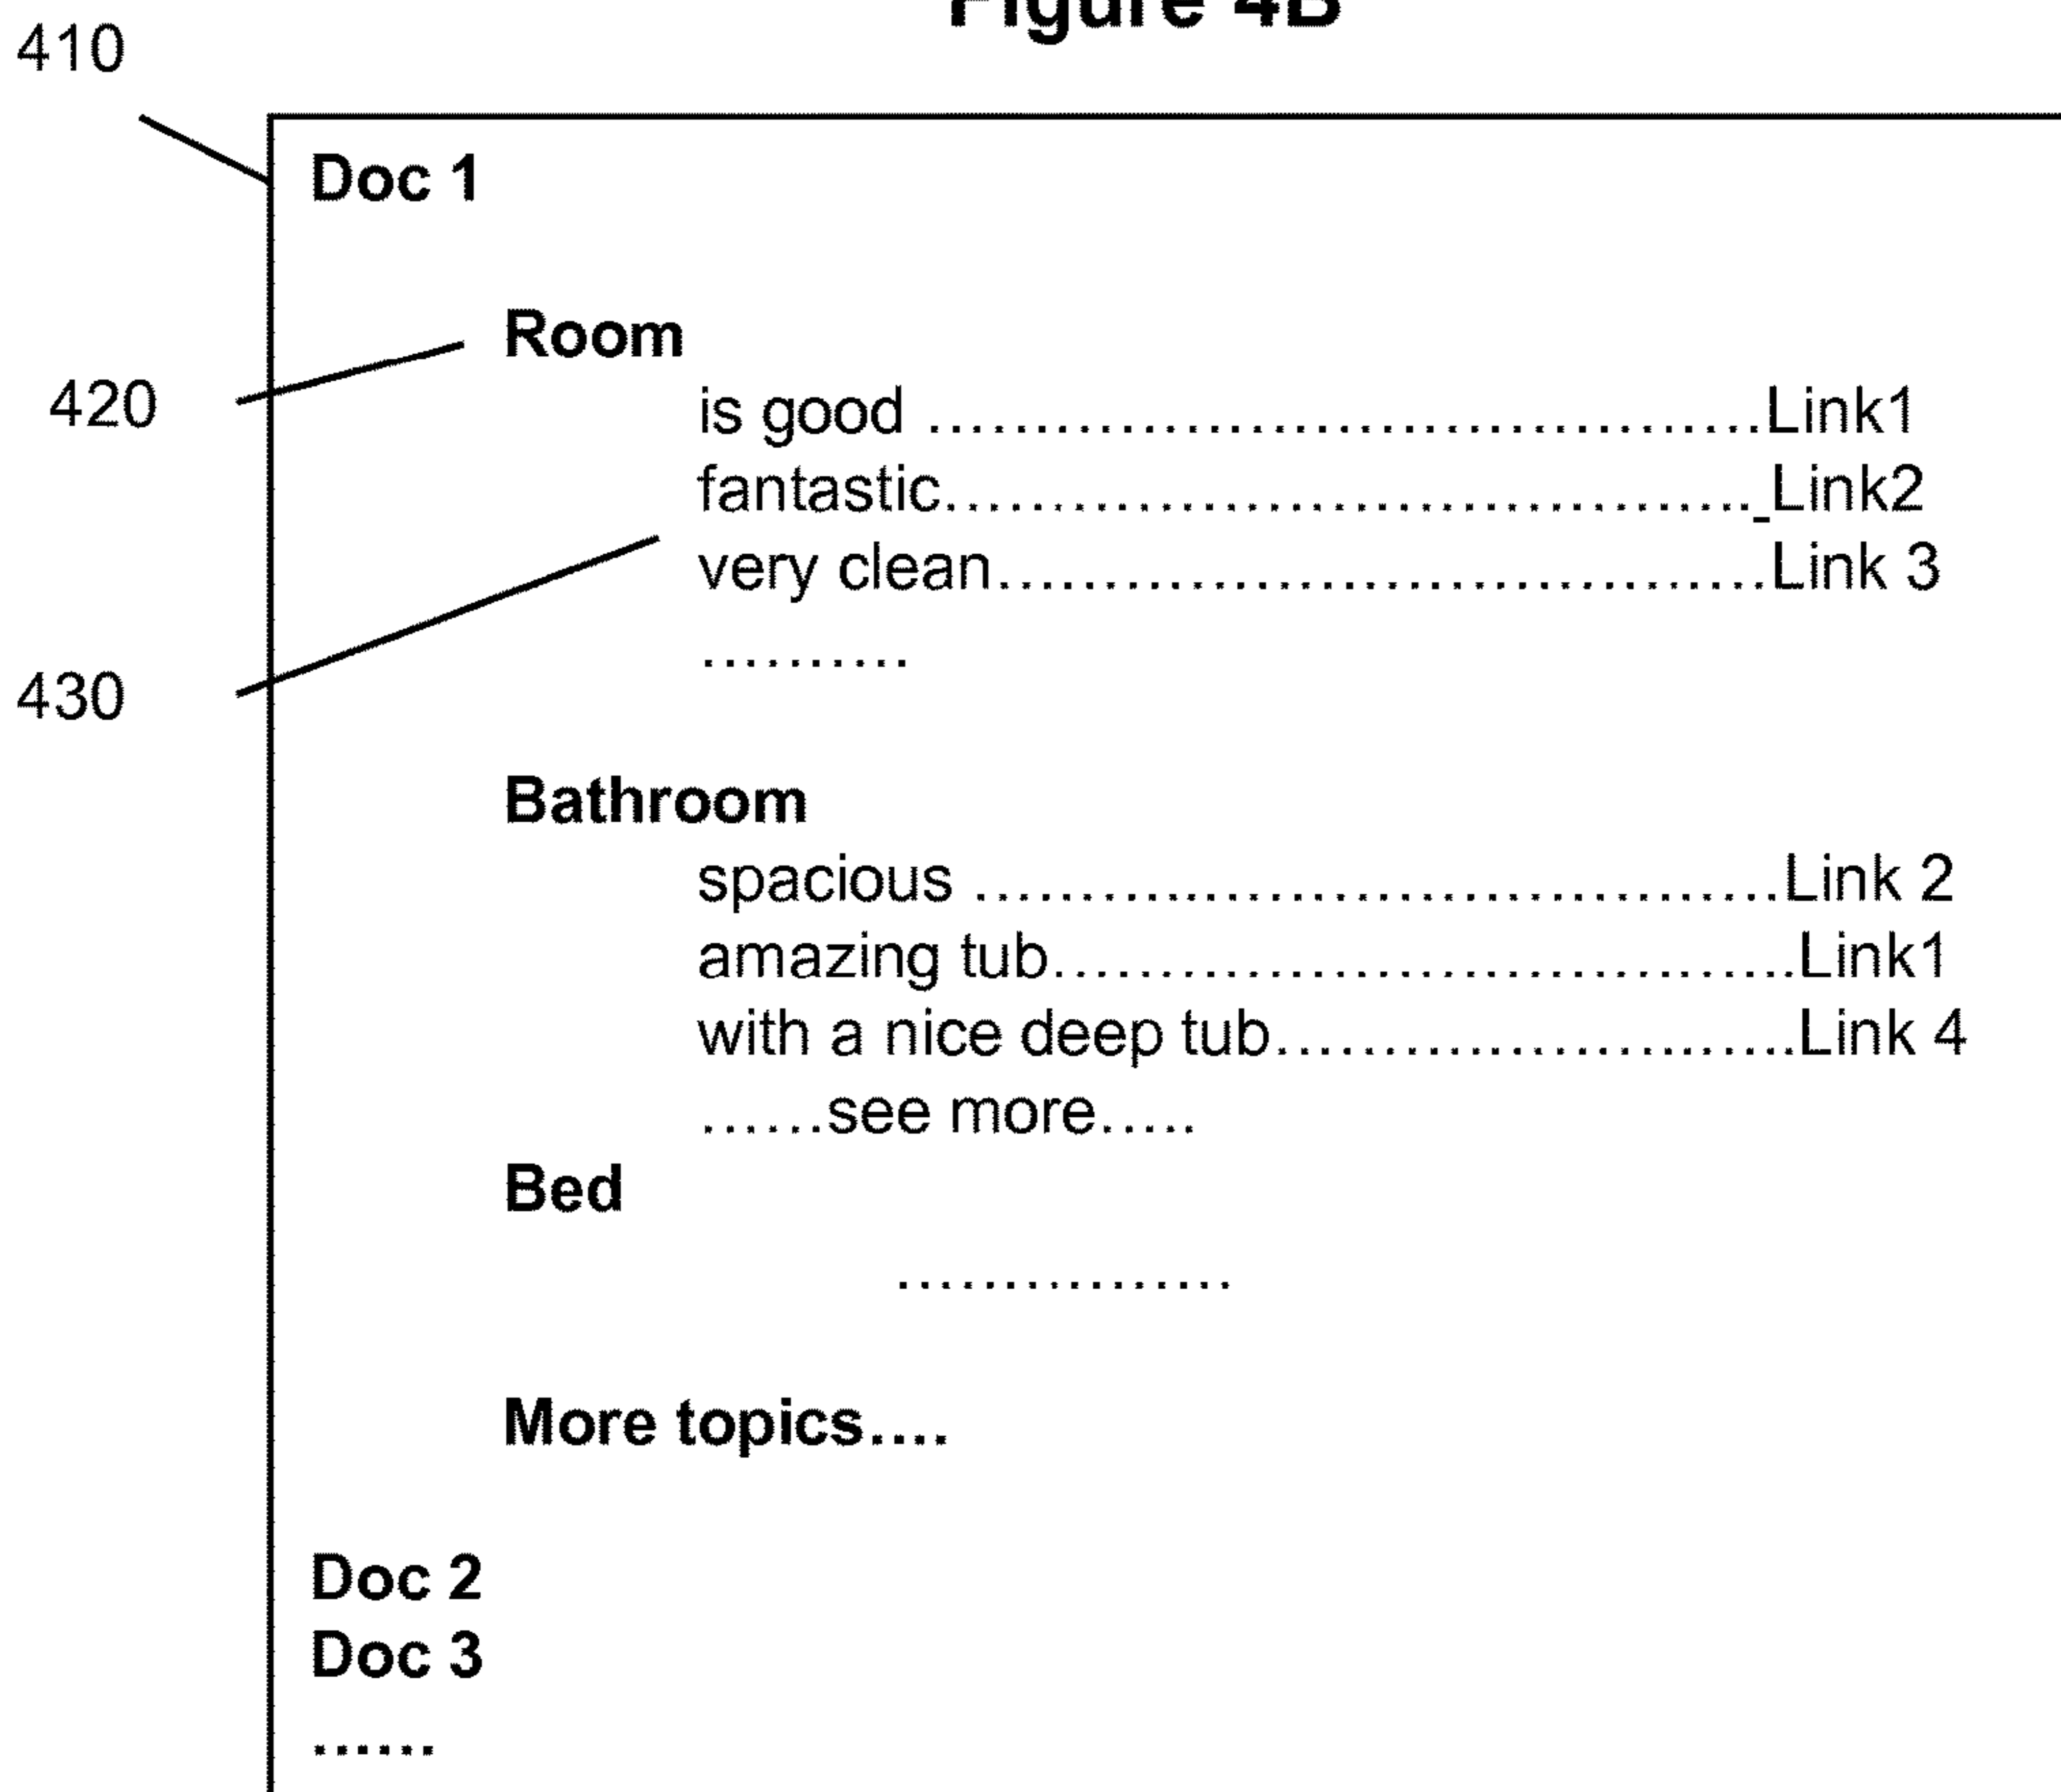 Figure 4B
410
Doc 1
Room
420
is good ........................................Link1
fantastic......................................_Link2
very clean....................................Link 3
..........
430
Bathroom
spacious ......................................Link 2
amazing tub...................................Link1
with a nice deep tub.........................Link 4
......see more.....
Bed
................
More topics....
Doc 2
Doc 3
......